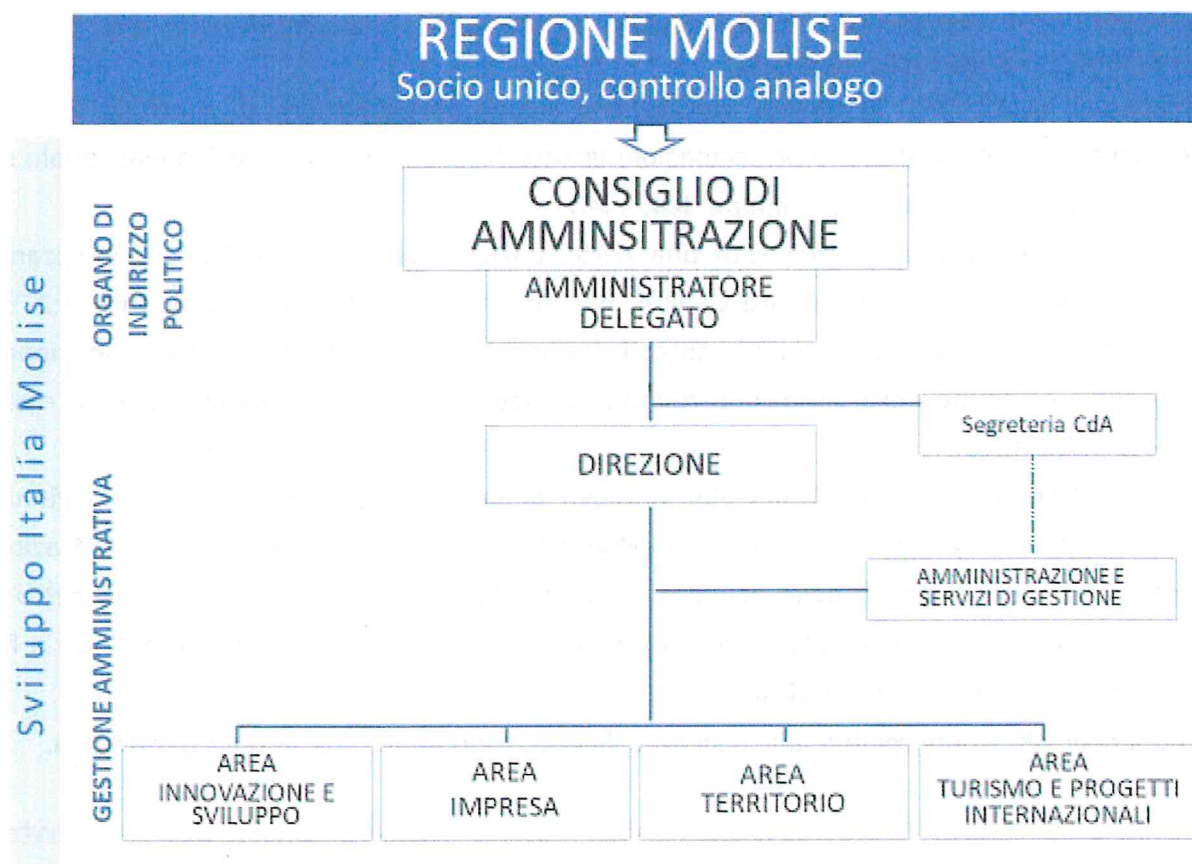 REGIONE MOLISE
Socio unico, controllo analogo
Sviluppo Italia Molise
ORGANO DI
INDIRIZZO
POLITICO
CONSIGLIO DI
AMMINSITRAZIONE
AMMINISTRATORE
DELEGATO
Segreteria CdA
GESTIONE AMMINISTRATIVA
DIREZIONE
AMMINISTRAZIONE E
SERVIZI DI GESTIONE
AREA
INNOVAZIONE E
SVILUPPO
AREA
IMPRESA
AREA
TERRITORIO
AREA
TURISMO E PROGETTI
INTERNAZIONALI